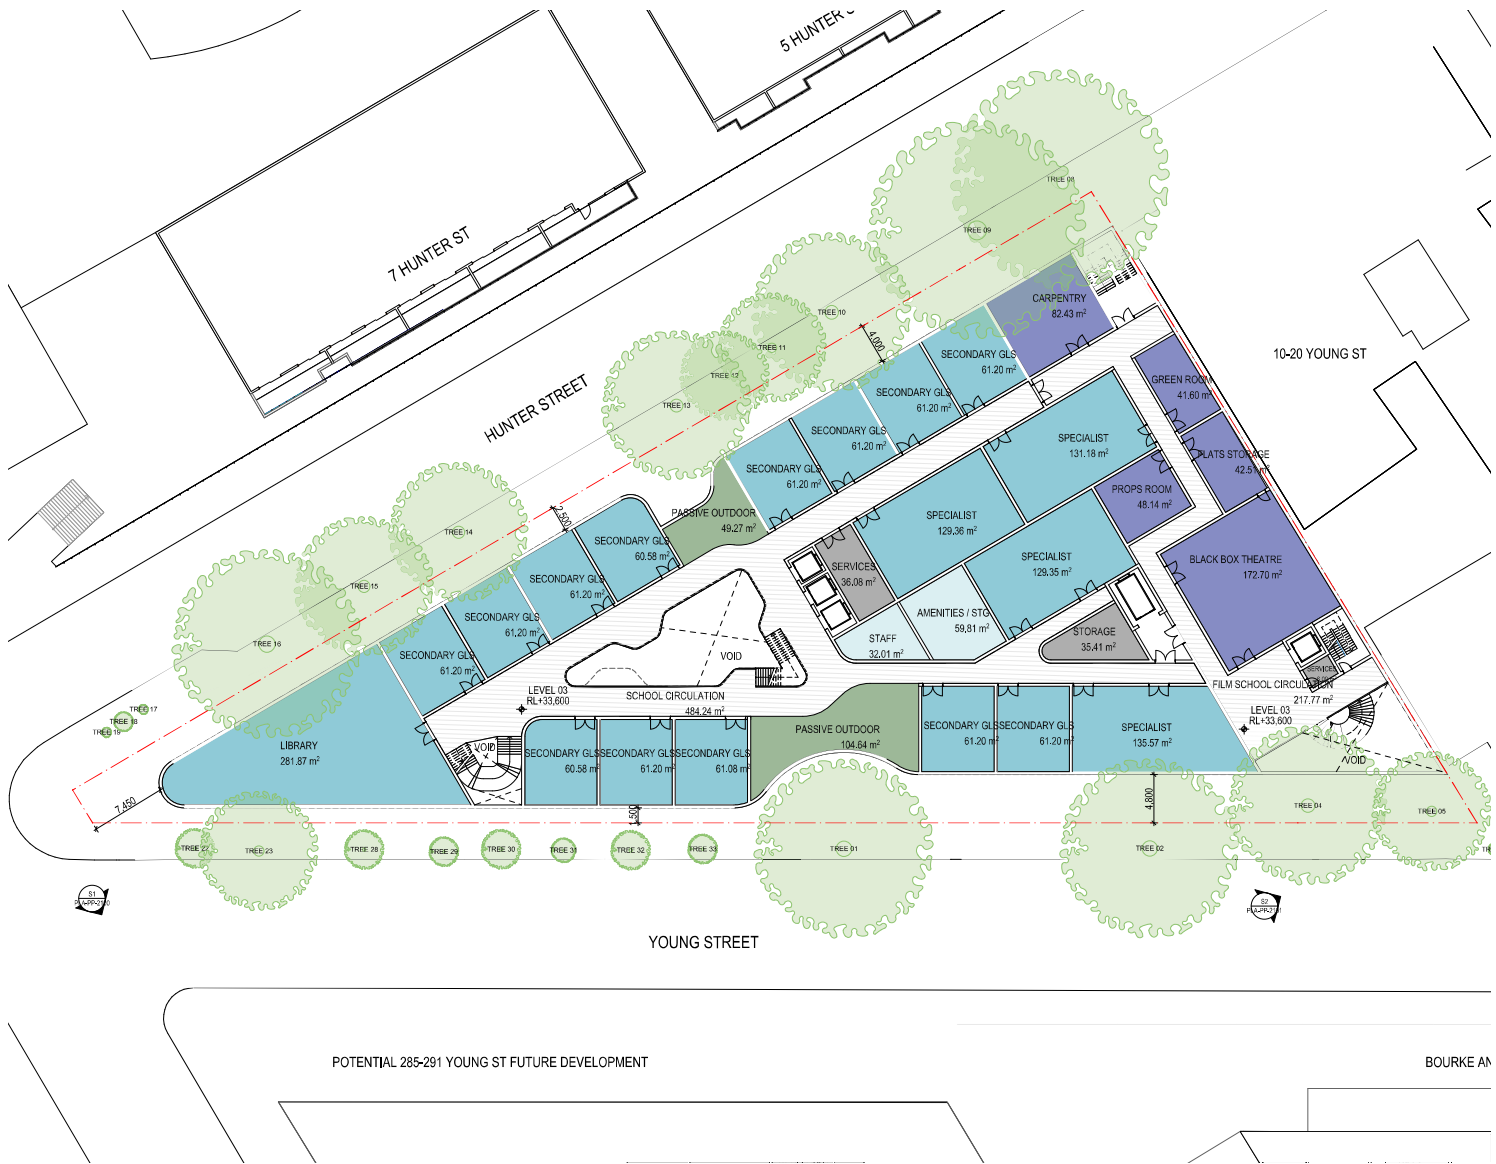 5 HUNTER S
7 HUNTER ST
HUNTER STREET
10-20 YOUNG ST
TREE 08
TREE 09
TREE 10
TREE 11
TREE 12
TREE 13
TREE 14
TREE 15
TREE 16
TREE 17
TREE 18
TREE 19
4,000
2,500
CARPENTRY
82.43 m²
SECONDARY GLS
61.20 m²
SECONDARY GLS
61.20 m²
SECONDARY GLS
61.20 m²
SECONDARY GLS
61.20 m²
GREEN ROOM
41.60 m²
FLATS STORAGE
42.51 m²
SPECIALIST
131.18 m²
PROPS ROOM
48.14 m²
SPECIALIST
129.36 m²
SPECIALIST
129.35 m²
BLACK BOX THEATRE
172.70 m²
PASSIVE OUTDOOR
49.27 m²
SECONDARY GLS
60.58 m²
SECONDARY GLS
61.20 m²
SECONDARY GLS
61.20 m²
SECONDARY GLS
61.20 m²
SERVICES
36.08 m²
AMENITIES / STG
59.81 m²
STAFF
32.01 m²
STORAGE
35.41 m²
VOID
SERVICES
SCHOOL CIRCULATION
484.24 m²
LEVEL 03
RL+33,600
FILM SCHOOL CIRCULATION
217.77 m²
LEVEL 03
RL+33,600
VOID
LIBRARY
281.87 m²
VOID
SECONDARY GLS
60.58 m²
SECONDARY GLS
61.20 m²
SECONDARY GLS
61.08 m²
PASSIVE OUTDOOR
104.64 m²
SECONDARY GLS
61.20 m²
SECONDARY GLS
61.20 m²
SPECIALIST
135.57 m²
7,450
1,500
4,800
TREE 27
TREE 23
TREE 28
TREE 29
TREE 30
TREE 31
TREE 32
TREE 33
TREE 01
TREE 02
TREE 04
TREE 05
S1
S2
YOUNG STREET
POTENTIAL 285-291 YOUNG ST FUTURE DEVELOPMENT
BOURKE AN